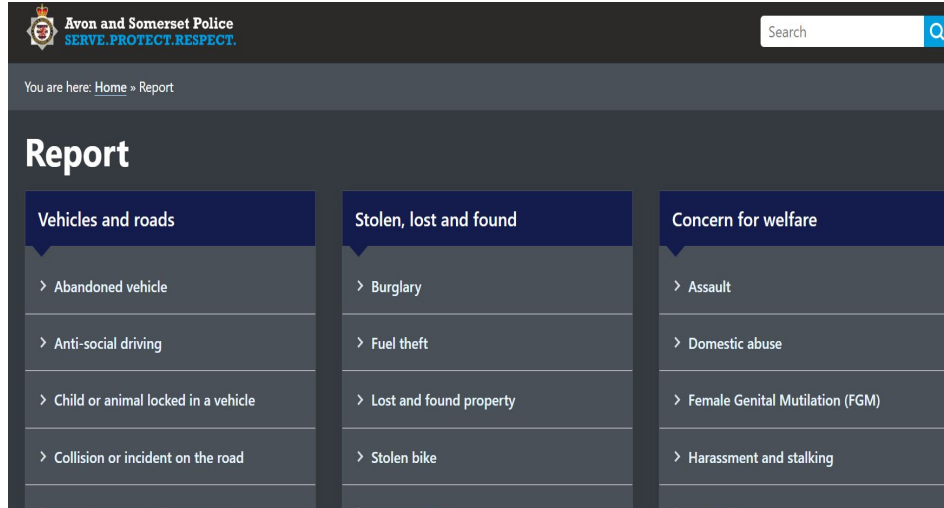 Avon and Somerset Police
SERVE.PROTECT.RESPECT.
Search
You are here: Home » Report
Report
Vehicles and roads
Abandoned vehicle
Anti-social driving
Child or animal locked in a vehicle
Collision or incident on the road
Stolen, lost and found
Burglary
Fuel theft
Lost and found property
Stolen bike
Concern for welfare
Assault
Domestic abuse
Female Genital Mutilation (FGM)
Harassment and stalking